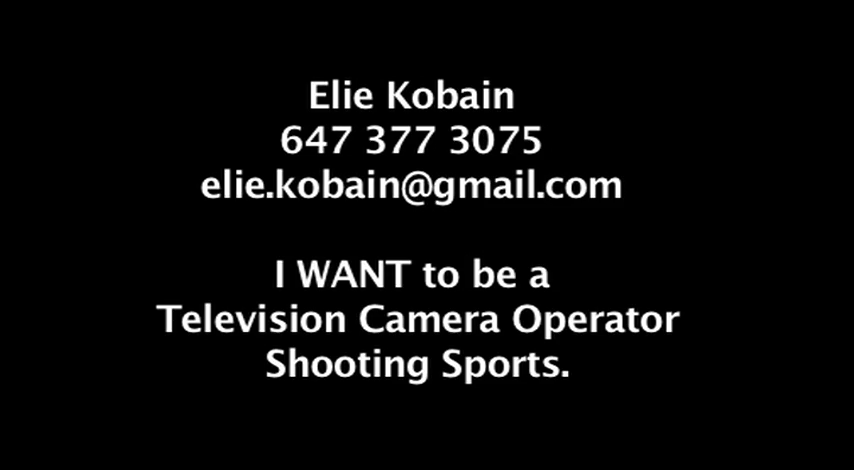 Elie Kobain
647 377 3075
elie.kobain@gmail.com
I WANT to be a
Television Camera Operator
Shooting Sports.